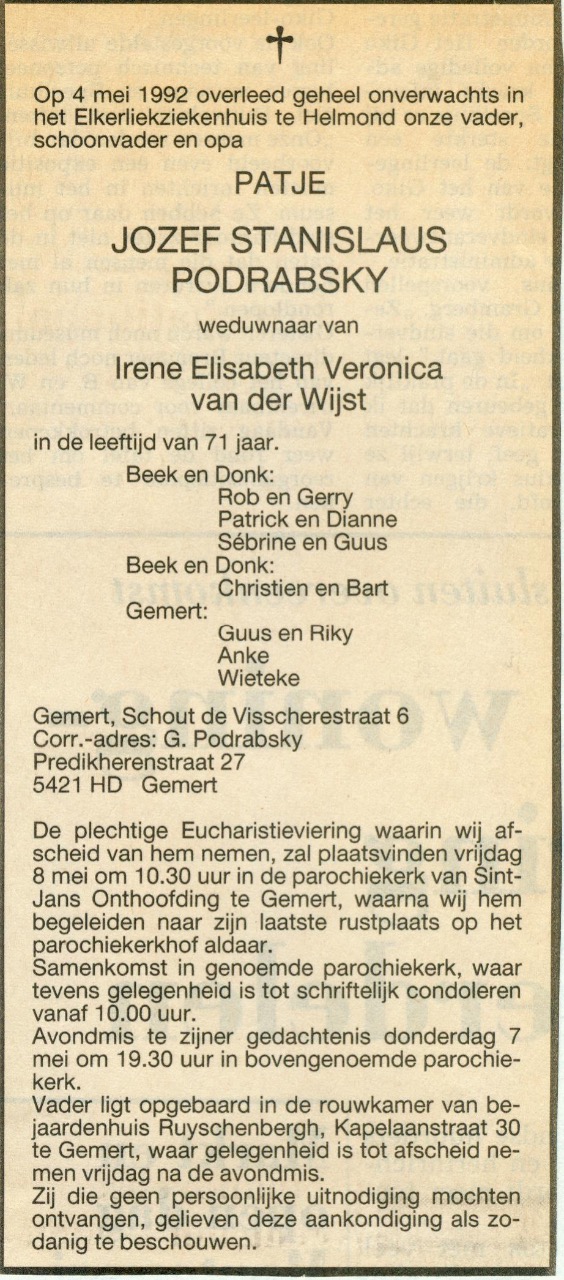 Op 4 mei 1992 overleed geheel onverwachts in
het Elkerliekziekenhuis te Helmond onze vader,
schoonvader en opa
PATJE
JOZEF STANISLAUS
PODRABSKY
weduwnaar van
Irene Elisabeth Veronica
van der Wijst
in de leeftijd van 71 jaar.
Beek en Donk:
Rob en Gerry
Patrick en Dianne
Sébrine en Guus
Beek en Donk:
Christien en Bart
Gemert:
Guus en Riky
Anke
Wieteke
Gemert, Schout de Visscherestraat 6
Corr.-adres: G. Podrabsky
Predikherenstraat 27
5421 HD Gemert
De plechtige Eucharistieviering waarin wij af-
scheid van hem nemen, zal plaatsvinden vrijdag
8 mei om 10.30 uur in de parochiekerk van Sint-
Jans Onthoofding te Gemert, waarna wij hem
begeleiden naar zijn laatste rustplaats op het
parochiekerkhof aldaar.
Samenkomst in genoemde parochiekerk, waar
tevens gelegenheid is tot schriftelijk condoleren
vanaf 10.00 uur.
Avondmis te zijner gedachtenis donderdag 7
mei om 19.30 uur in bovengenoemde parochie-
kerk.
Vader ligt opgebaard in de rouwkamer van be-
jaardenhuis Ruyschenbergh, Kapelaanstraat 30
te Gemert, waar gelegenheid is tot afscheid ne-
men vrijdag na de avondmis.
Zij die geen persoonlijke uitnodiging mochten
ontvangen, gelieven deze aankondiging als zo-
danig te beschouwen.